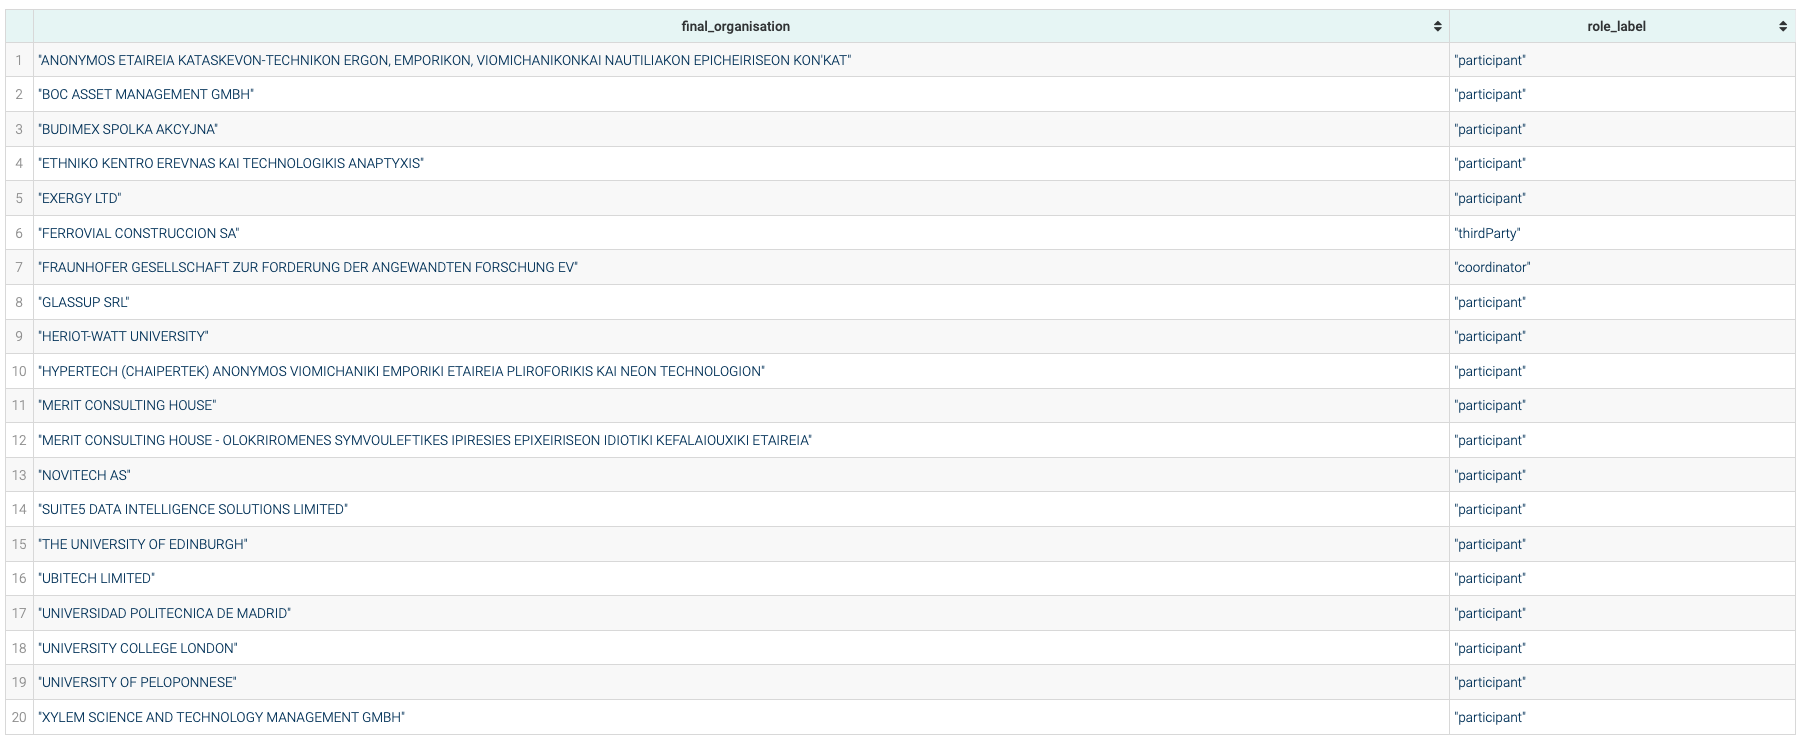 final_organisation role_label
1 "ANONYMOS ETAIREIA KATASKEVON-TECHNIKON ERGON, EMPORIKON, VIOMICHANIKONKAI NAUTILIAKON EPICHEIRISEON KON'KAT" "participant"
2 "BOC ASSET MANAGEMENT GMBH" "participant"
3 "BUDIMEX SPOLKA AKCYJNA" "participant"
4 "ETHNIKO KENTRO EREVNAS KAI TECHNOLOGIKIS ANAPTYXIS" "participant"
5 "EXERGY LTD" "participant"
6 "FERROVIAL CONSTRUCCION SA" "thirdParty"
7 "FRAUNHOFER GESELLSCHAFT ZUR FORDERUNG DER ANGEWANDTEN FORSCHUNG EV" "coordinator"
8 "GLASSUP SRL" "participant"
9 "HERIOT-WATT UNIVERSITY" "participant"
10 "HYPERTECH (CHAIPERTEK) ANONYMOS VIOMICHANIKI EMPORIKI ETAIREIA PLIROFORIKIS KAI NEON TECHNOLOGION" "participant"
11 "MERIT CONSULTING HOUSE" "participant"
12 "MERIT CONSULTING HOUSE - OLOKRIROMENES SYMVOULEFTIKES IPIRESIES EPIXEIRISEON IDIOTIKI KEFALAIOUXIKI ETAIREIA" "participant"
13 "NOVITECH AS" "participant"
14 "SUITE5 DATA INTELLIGENCE SOLUTIONS LIMITED" "participant"
15 "THE UNIVERSITY OF EDINBURGH" "participant"
16 "UBITECH LIMITED" "participant"
17 "UNIVERSIDAD POLITECNICA DE MADRID" "participant"
18 "UNIVERSITY COLLEGE LONDON" "participant"
19 "UNIVERSITY OF PELOPONNESE" "participant"
20 "XYLEM SCIENCE AND TECHNOLOGY MANAGEMENT GMBH" "participant"